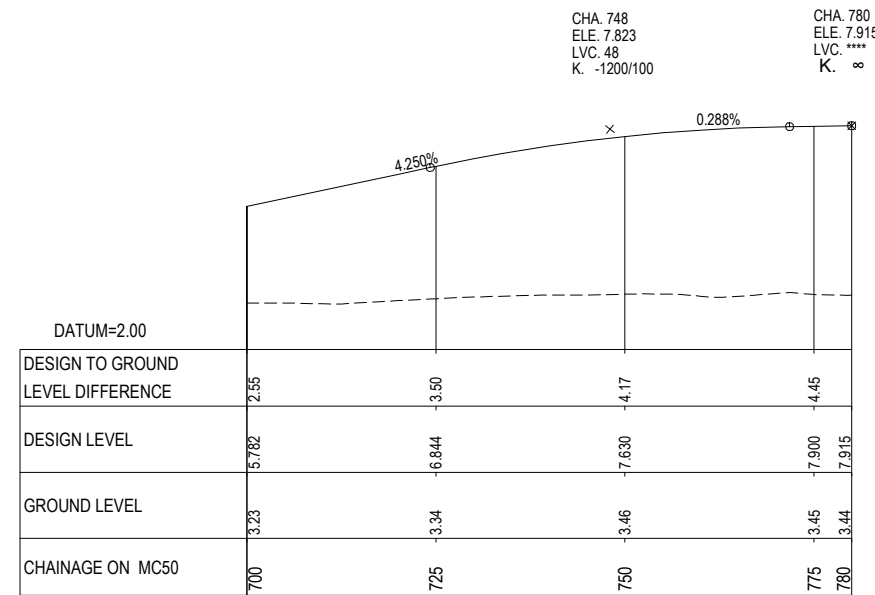 CHA. 748
ELE. 7.823
LVC. 48
K. -1200/100
CHA. 780
ELE. 7.915
LVC. ****
K. ∞
4.250%
0.288%
DATUM=2.00
DESIGN TO GROUND
LEVEL DIFFERENCE
2.55 3.50 4.17 4.45
DESIGN LEVEL
5.782 6.844 7.630 7.900 7.915
GROUND LEVEL
3.23 3.34 3.46 3.45 3.44
CHAINAGE ON MC50
700 725 750 775 780